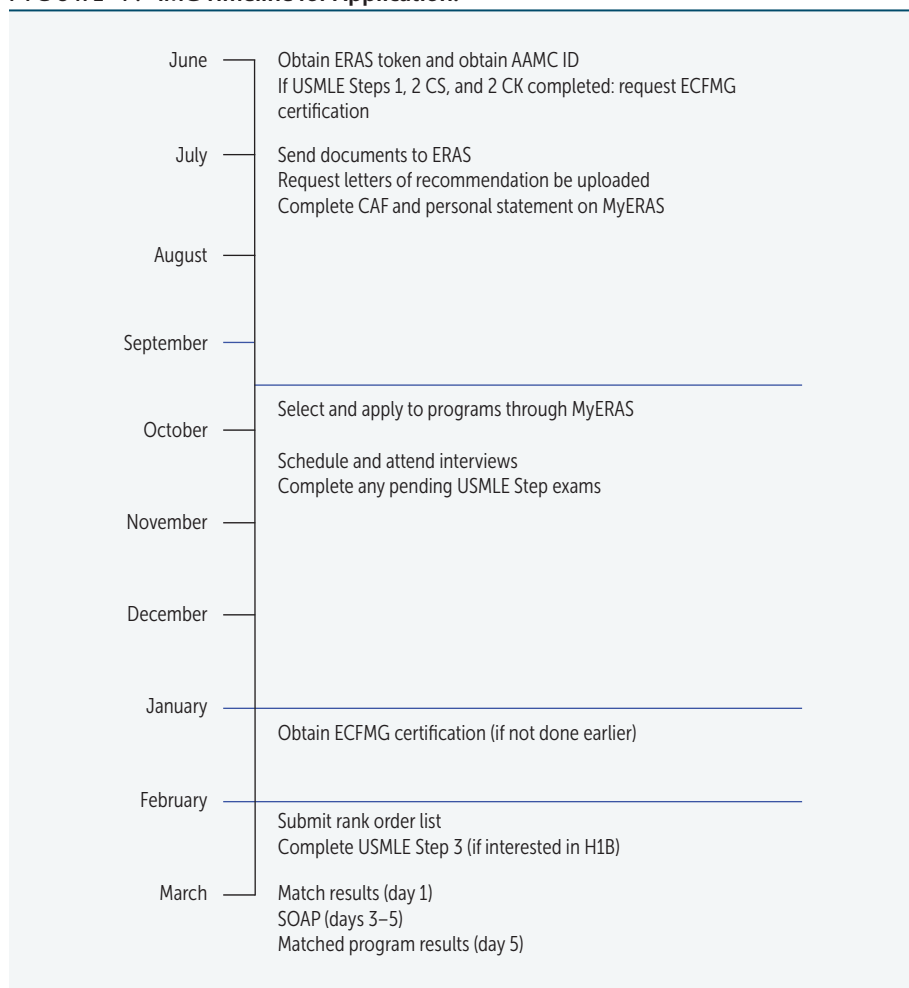 IMG Timeline for Application.
June
Obtain ERAS token and obtain AAMC ID
If USMLE Steps 1, 2 CS, and 2 CK completed: request ECFMG
certification
July
Send documents to ERAS
Request letters of recommendation be uploaded
Complete CAF and personal statement on MyERAS
August
September
Select and apply to programs through MyERAS
October
Schedule and attend interviews
Complete any pending USMLE Step exams
November
December
January
Obtain ECFMG certification (if not done earlier)
February
Submit rank order list
Complete USMLE Step 3 (if interested in H1B)
March
Match results (day 1)
SOAP (days 3–5)
Matched program results (day 5)